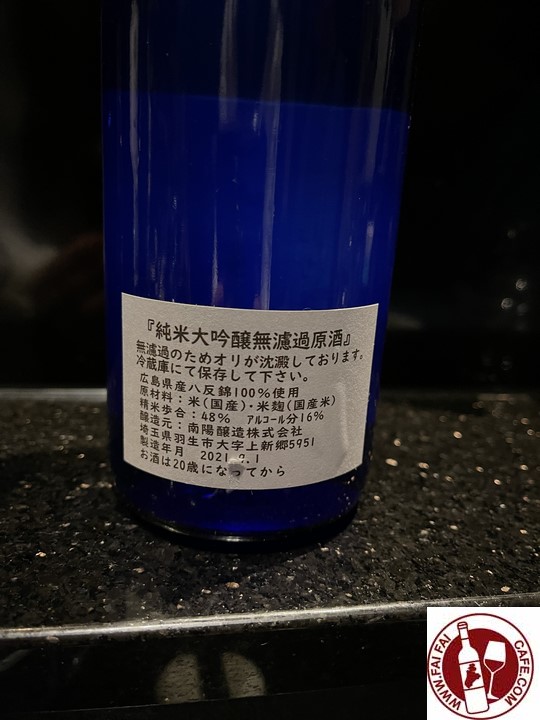 『純米大吟醸無濾過原酒』
無濾過のためオリが沈澱しております。
冷蔵庫にて保存して下さい。
広島県産八反錦100%使用
原材料：米(国産)・米麹(国産米)
精米歩合：48% アルコール分16%
醸造元：南陽醸造株式会社
埼玉県羽生市大字上新郷5951
製造年月 2021.2.1
お酒は20歳になってから
WWW.FAI FAI CAFE.COM